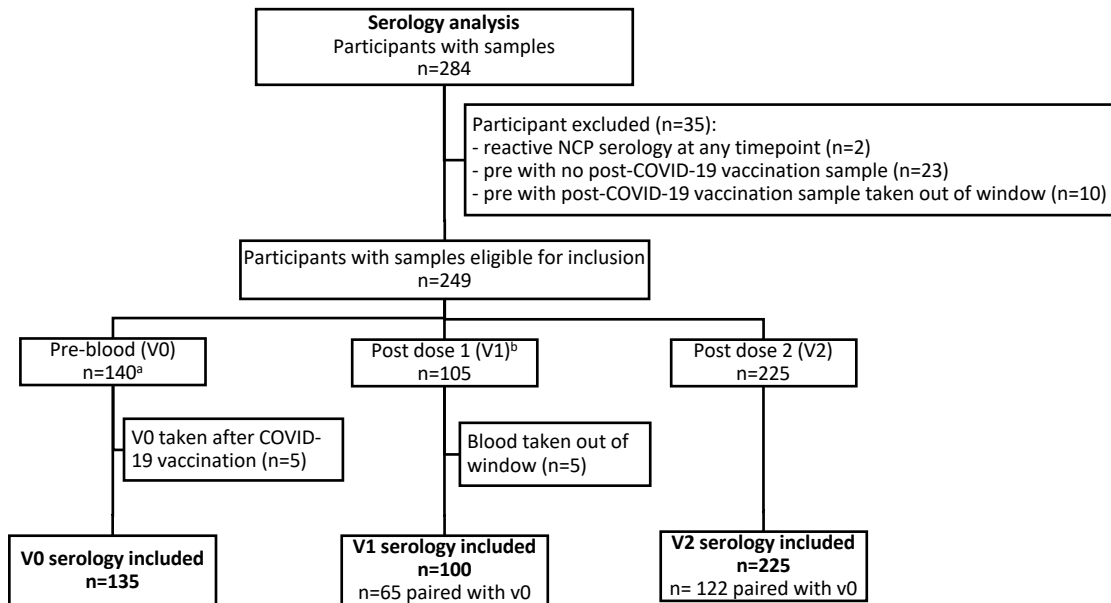 Serology analysis
Participants with samples
n=284
Participant excluded (n=35):
- reactive NCP serology at any timepoint (n=2)
- pre with no post-COVID-19 vaccination sample (n=23)
- pre with post-COVID-19 vaccination sample taken out of window (n=10)
Participants with samples eligible for inclusion
n=249
Pre-blood (V0)
n=140ᵃ
Post dose 1 (V1)ᵇ
n=105
Post dose 2 (V2)
n=225
V0 taken after COVID-
19 vaccination (n=5)
Blood taken out of
window (n=5)
V0 serology included
n=135
V1 serology included
n=100
n=65 paired with v0
V2 serology included
n=225
n= 122 paired with v0